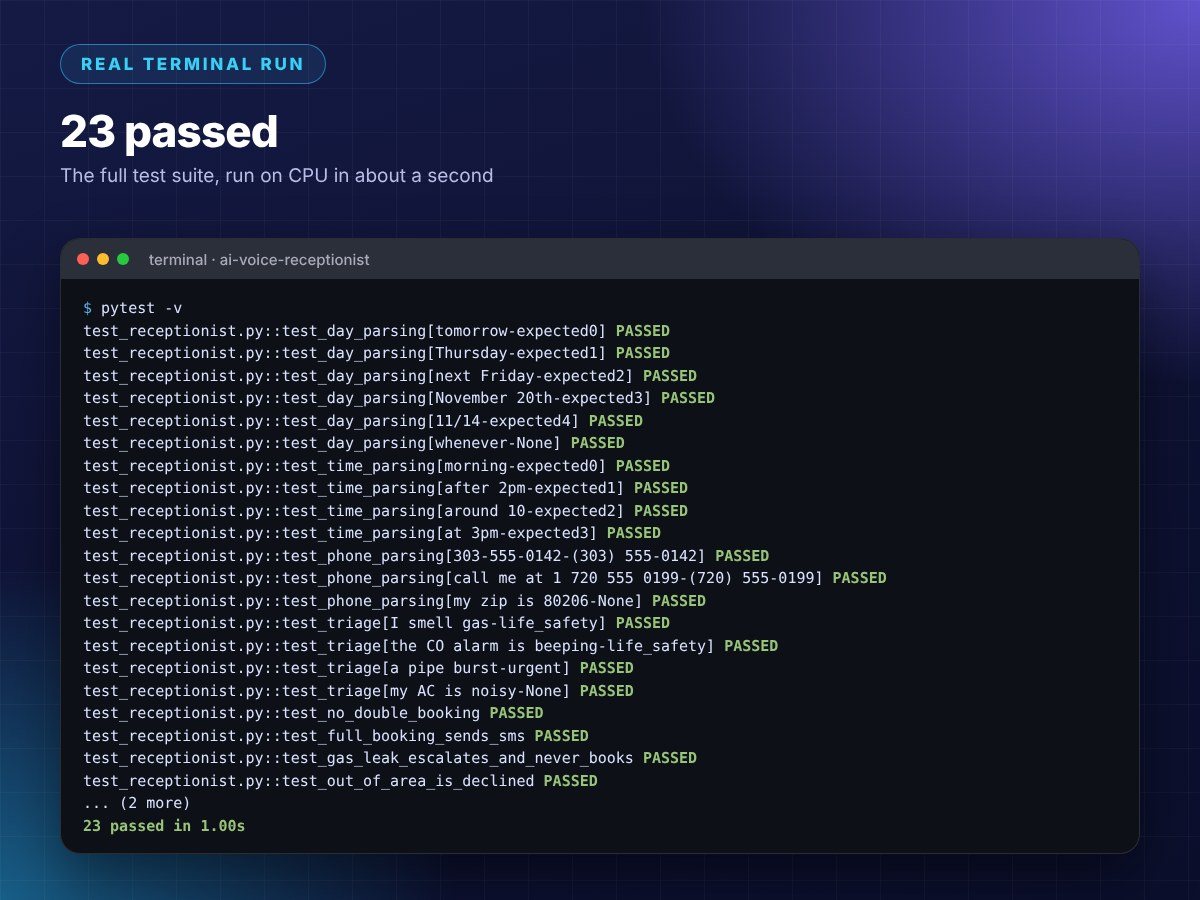 REAL TERMINAL RUN
23 passed
The full test suite, run on CPU in about a second
terminal · ai-voice-receptionist
$ pytest -v
test_receptionist.py::test_day_parsing[tomorrow-expected0] PASSED
test_receptionist.py::test_day_parsing[Thursday-expected1] PASSED
test_receptionist.py::test_day_parsing[next Friday-expected2] PASSED
test_receptionist.py::test_day_parsing[November 20th-expected3] PASSED
test_receptionist.py::test_day_parsing[11/14-expected4] PASSED
test_receptionist.py::test_day_parsing[whenever-None] PASSED
test_receptionist.py::test_time_parsing[morning-expected0] PASSED
test_receptionist.py::test_time_parsing[after 2pm-expected1] PASSED
test_receptionist.py::test_time_parsing[around 10-expected2] PASSED
test_receptionist.py::test_time_parsing[at 3pm-expected3] PASSED
test_receptionist.py::test_phone_parsing[303-555-0142-(303) 555-0142] PASSED
test_receptionist.py::test_phone_parsing[call me at 1 720 555 0199-(720) 555-0199] PASSED
test_receptionist.py::test_phone_parsing[my zip is 80206-None] PASSED
test_receptionist.py::test_triage[I smell gas-life_safety] PASSED
test_receptionist.py::test_triage[the CO alarm is beeping-life_safety] PASSED
test_receptionist.py::test_triage[a pipe burst-urgent] PASSED
test_receptionist.py::test_triage[my AC is noisy-None] PASSED
test_receptionist.py::test_no_double_booking PASSED
test_receptionist.py::test_full_booking_sends_sms PASSED
test_receptionist.py::test_gas_leak_escalates_and_never_books PASSED
test_receptionist.py::test_out_of_area_is_declined PASSED
... (2 more)
23 passed in 1.00s